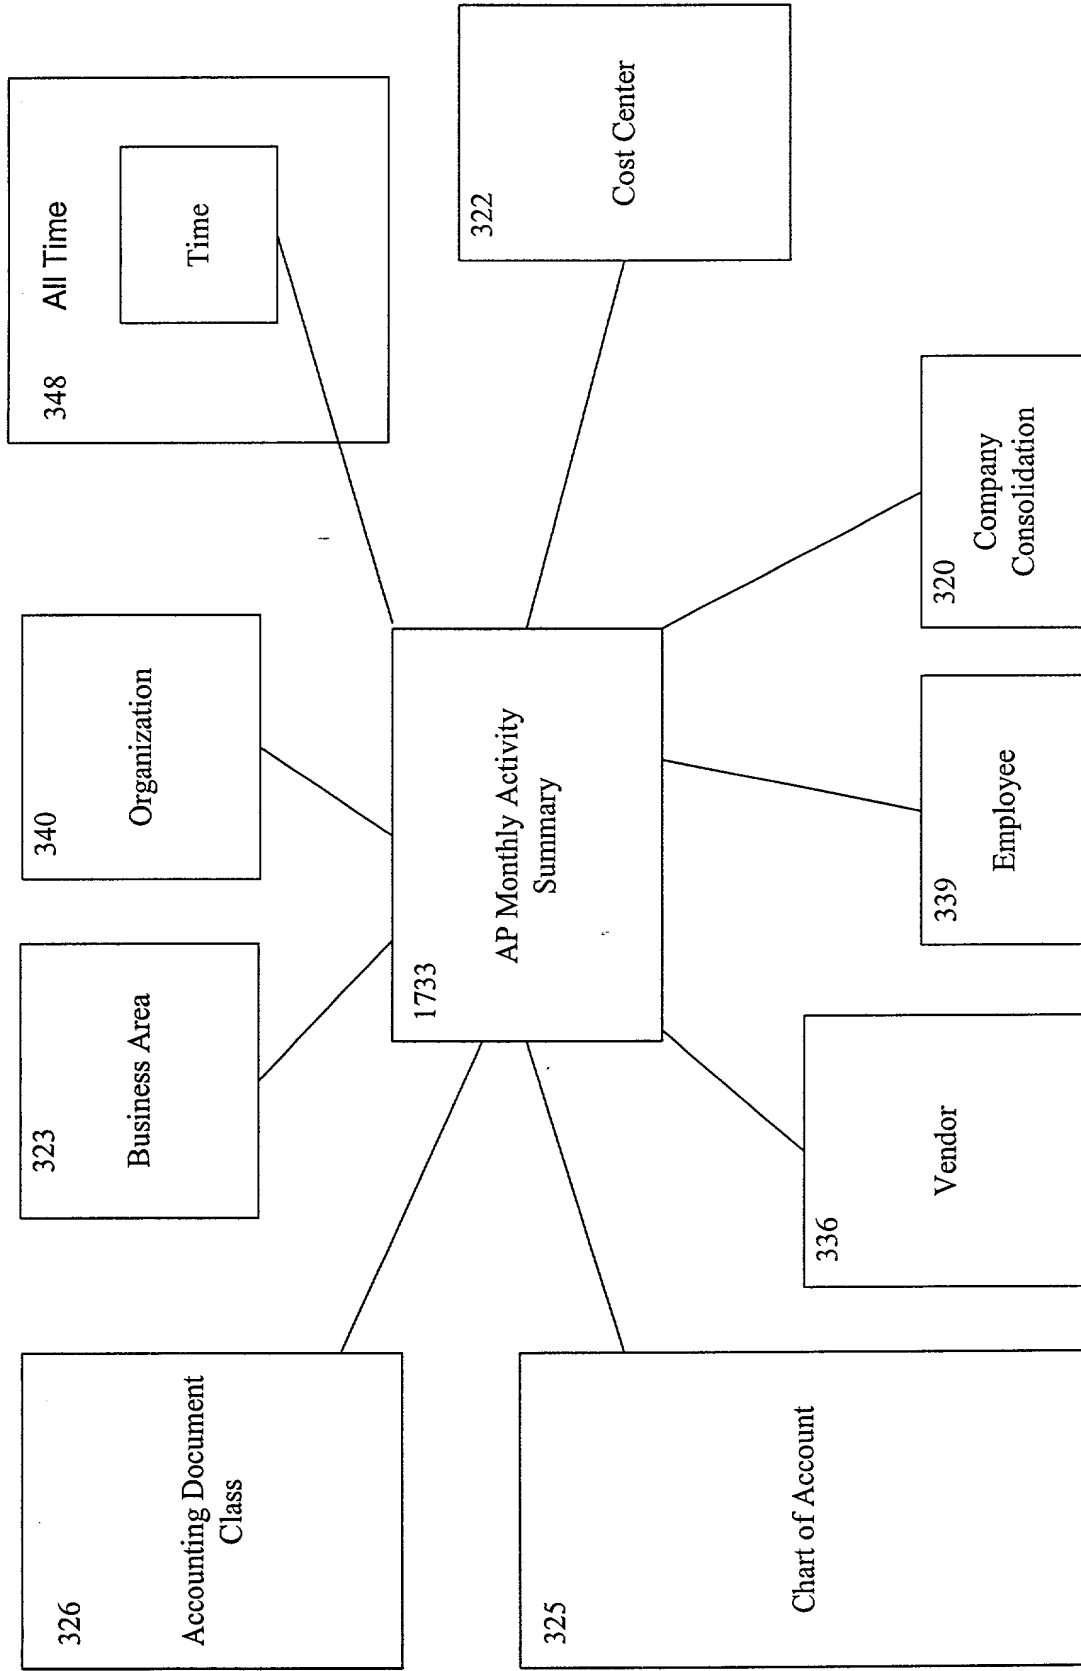 326
Accounting Document
Class
323
Business Area
340
Organization
348
All Time
Time
1733
AP Monthly Activity
Summary
322
Cost Center
325
Chart of Account
336
Vendor
339
Employee
320
Company
Consolidation